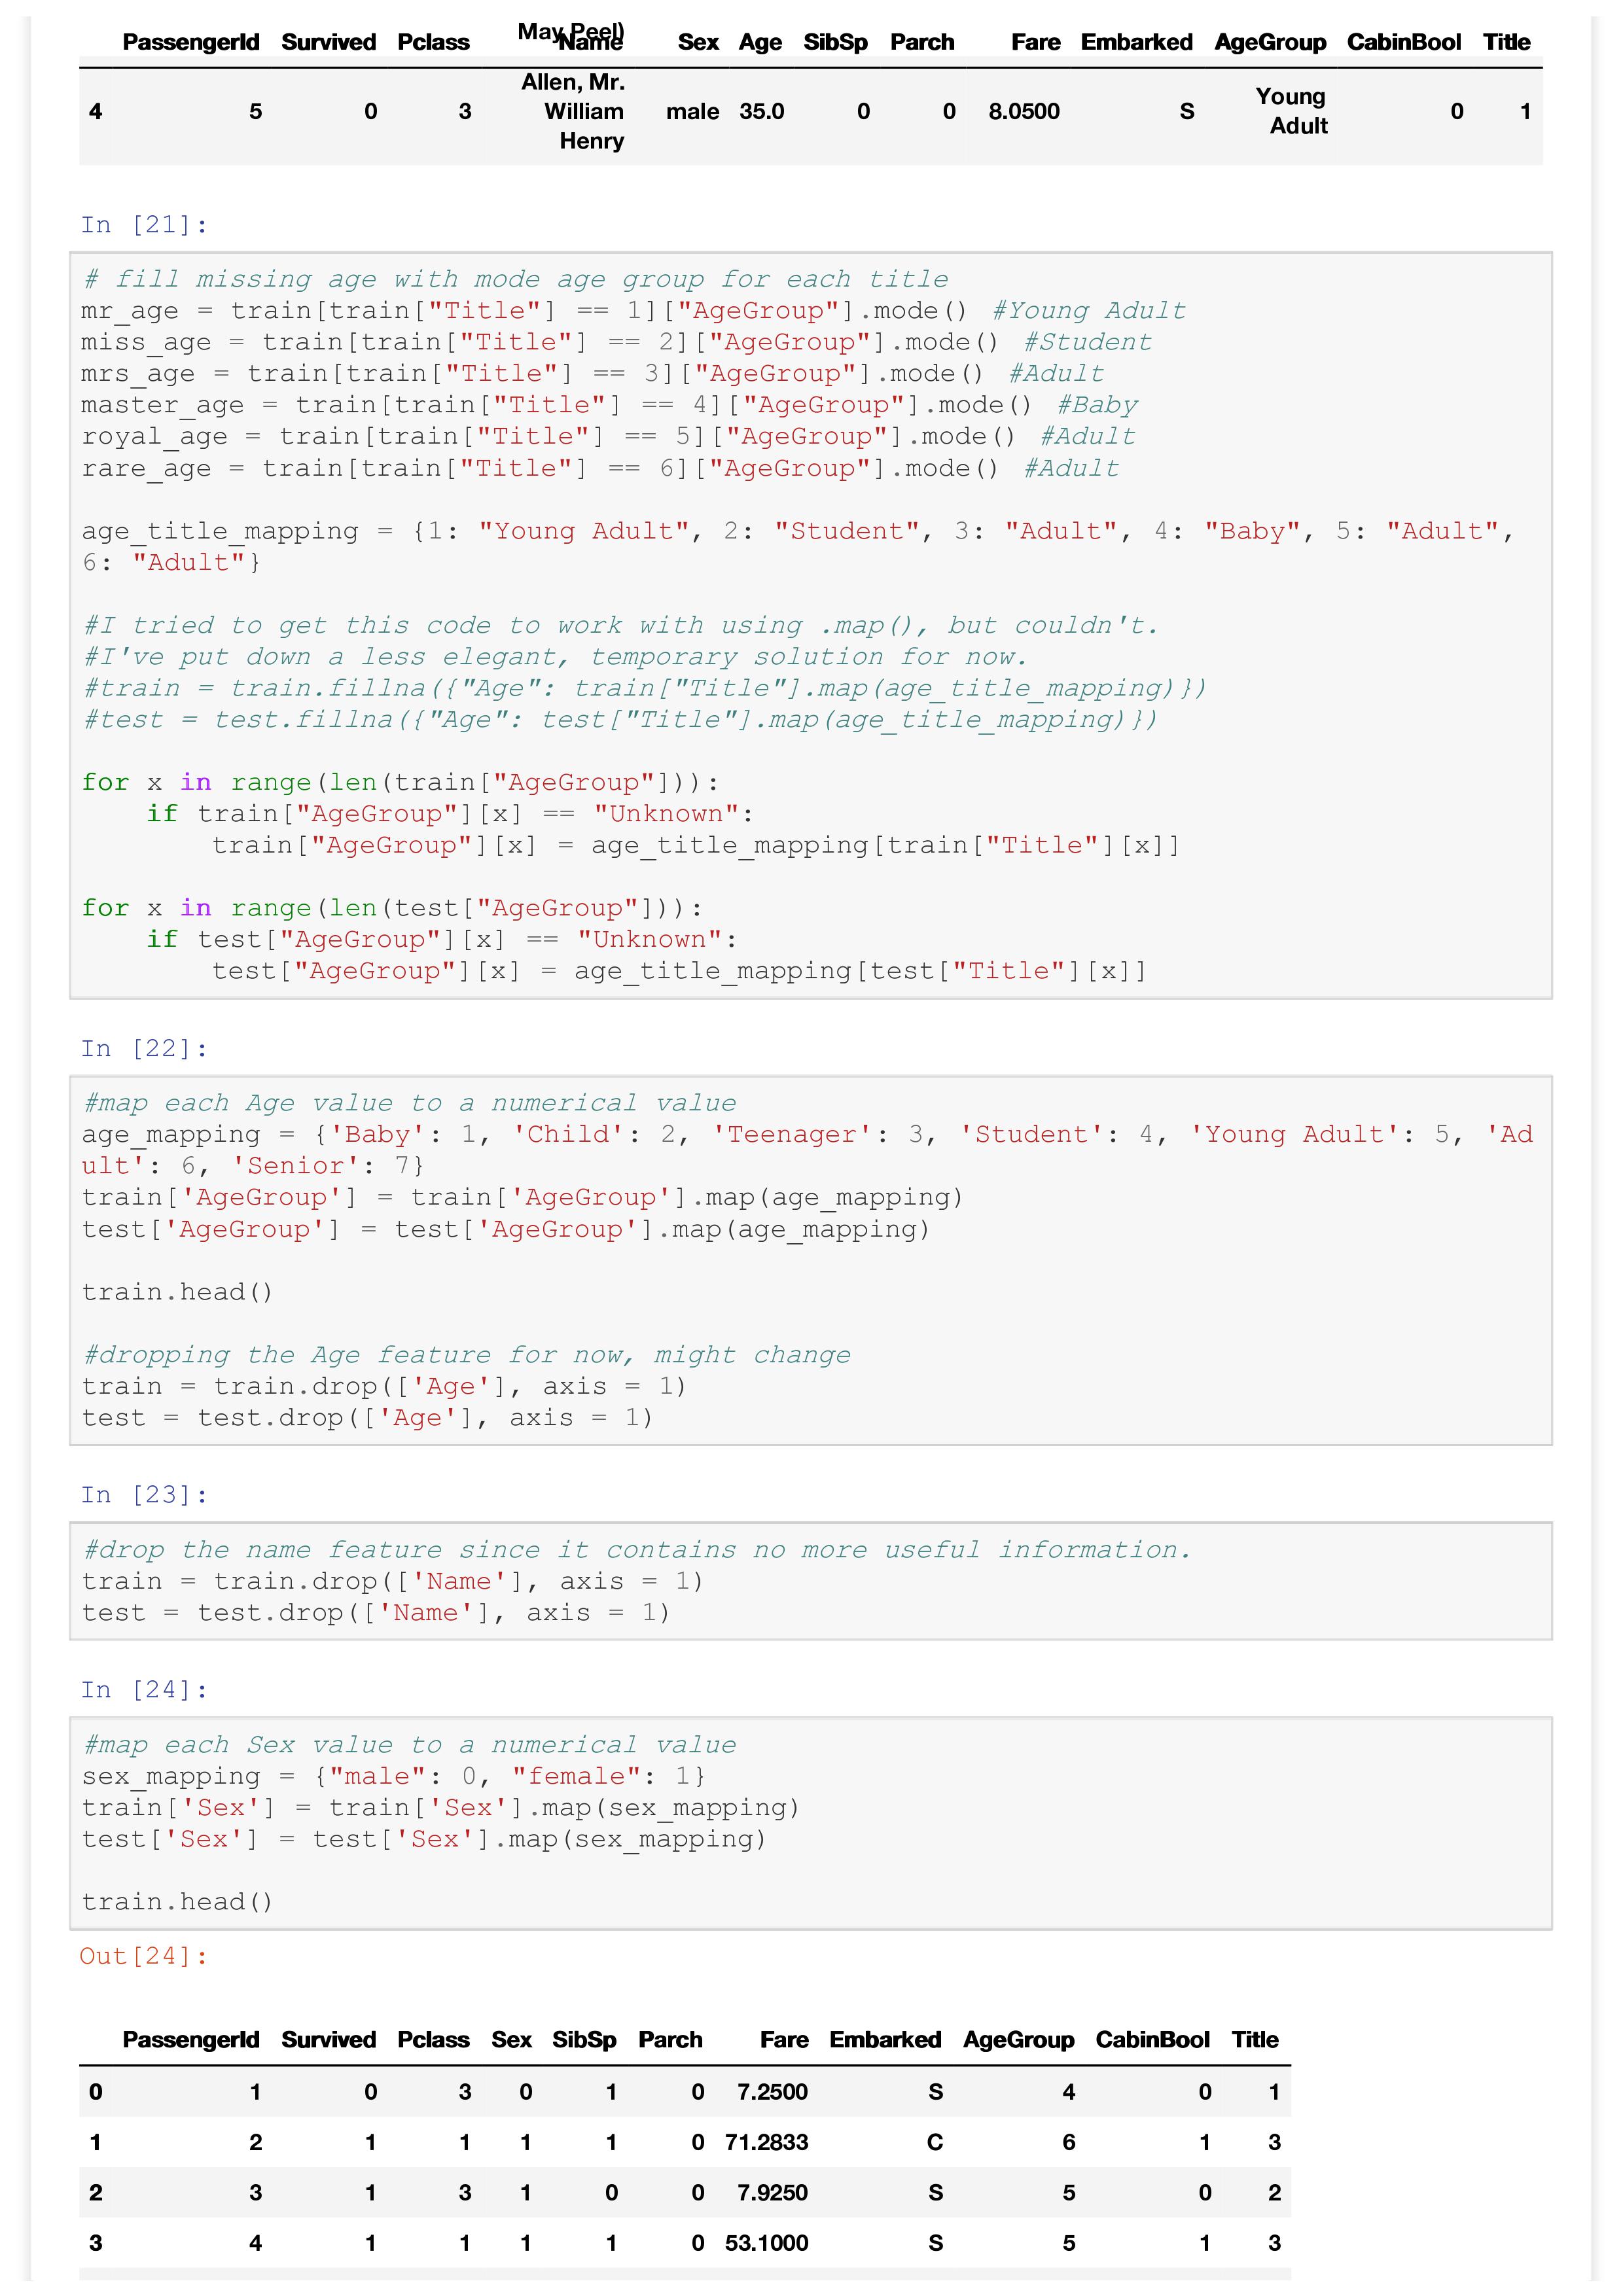 May Peel)
PassengerId Survived Pclass Name Sex Age SibSp Parch Fare Embarked AgeGroup CabinBool Title
Allen, Mr.
4 5 0 3 William male 35.0 0 0 8.0500 S Young 0 1
Henry Adult
In [21]:
# fill missing age with mode age group for each title
mr_age = train[train["Title"] == 1]["AgeGroup"].mode() #Young Adult
miss_age = train[train["Title"] == 2]["AgeGroup"].mode() #Student
mrs_age = train[train["Title"] == 3]["AgeGroup"].mode() #Adult
master_age = train[train["Title"] == 4]["AgeGroup"].mode() #Baby
royal_age = train[train["Title"] == 5]["AgeGroup"].mode() #Adult
rare_age = train[train["Title"] == 6]["AgeGroup"].mode() #Adult
age_title_mapping = {1: "Young Adult", 2: "Student", 3: "Adult", 4: "Baby", 5: "Adult",
6: "Adult"}
#I tried to get this code to work with using .map(), but couldn't.
#I've put down a less elegant, temporary solution for now.
#train = train.fillna({"Age": train["Title"].map(age_title_mapping)})
#test = test.fillna({"Age": test["Title"].map(age_title_mapping)})
for x in range(len(train["AgeGroup"])):
    if train["AgeGroup"][x] == "Unknown":
        train["AgeGroup"][x] = age_title_mapping[train["Title"][x]]
for x in range(len(test["AgeGroup"])):
    if test["AgeGroup"][x] == "Unknown":
        test["AgeGroup"][x] = age_title_mapping[test["Title"][x]]
In [22]:
#map each Age value to a numerical value
age_mapping = {'Baby': 1, 'Child': 2, 'Teenager': 3, 'Student': 4, 'Young Adult': 5, 'Ad
ult': 6, 'Senior': 7}
train['AgeGroup'] = train['AgeGroup'].map(age_mapping)
test['AgeGroup'] = test['AgeGroup'].map(age_mapping)
train.head()
#dropping the Age feature for now, might change
train = train.drop(['Age'], axis = 1)
test = test.drop(['Age'], axis = 1)
In [23]:
#drop the name feature since it contains no more useful information.
train = train.drop(['Name'], axis = 1)
test = test.drop(['Name'], axis = 1)
In [24]:
#map each Sex value to a numerical value
sex_mapping = {"male": 0, "female": 1}
train['Sex'] = train['Sex'].map(sex_mapping)
test['Sex'] = test['Sex'].map(sex_mapping)
train.head()
Out[24]:
PassengerId Survived Pclass Sex SibSp Parch Fare Embarked AgeGroup CabinBool Title
0 1 0 3 0 1 0 7.2500 S 4 0 1
1 2 1 1 1 1 0 71.2833 C 6 1 3
2 3 1 3 1 0 0 7.9250 S 5 0 2
3 4 1 1 1 1 0 53.1000 S 5 1 3